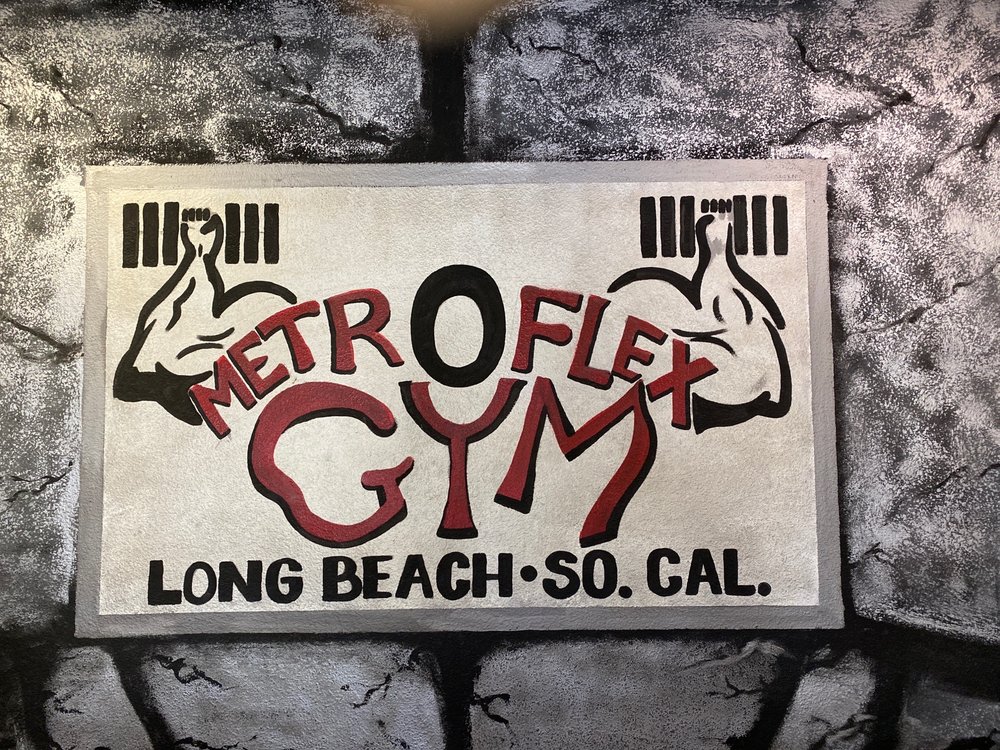 METROFLEX
GYM
LONG BEACH • SO. CAL.